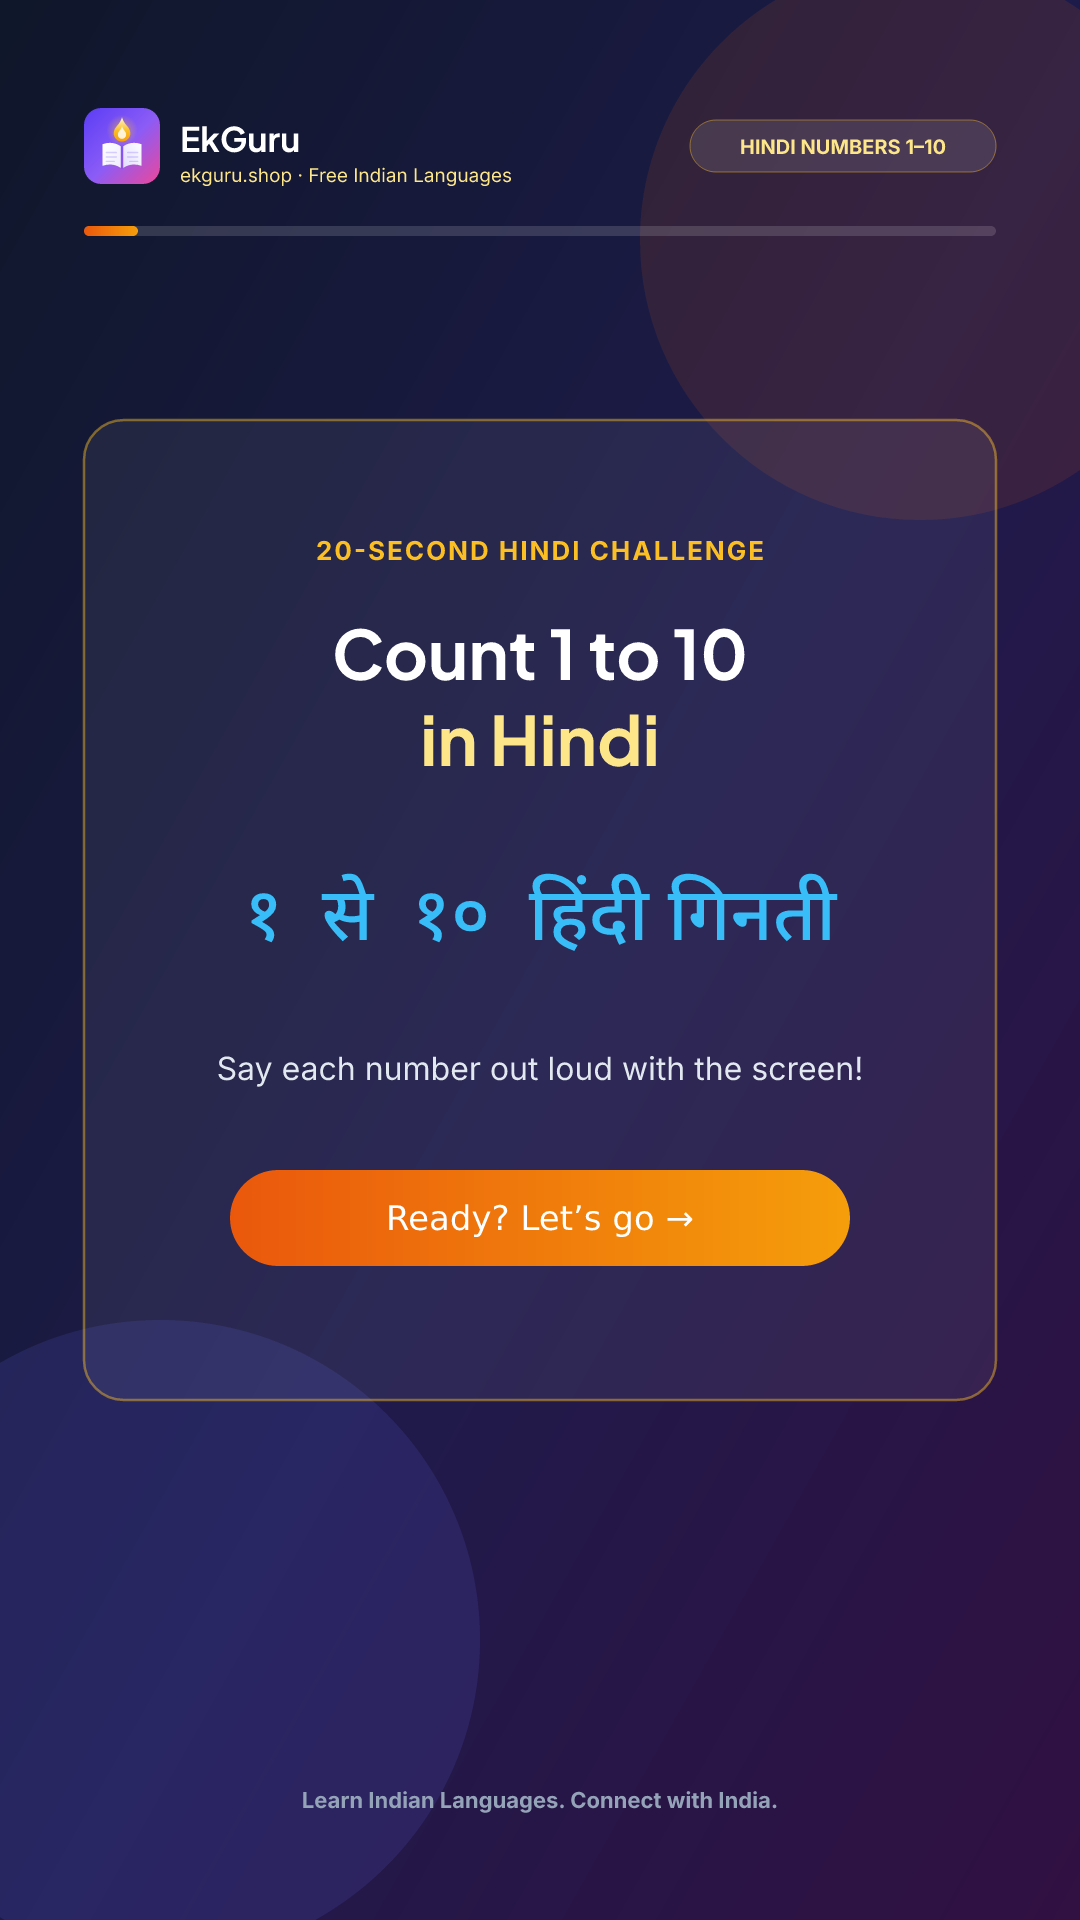 EkGuru
ekguru.shop · Free Indian Languages
HINDI NUMBERS 1–10
20-SECOND HINDI CHALLENGE
Count 1 to 10
in Hindi
१ से १० हिंदी गिनती
Say each number out loud with the screen!
Ready? Let’s go →
Learn Indian Languages. Connect with India.